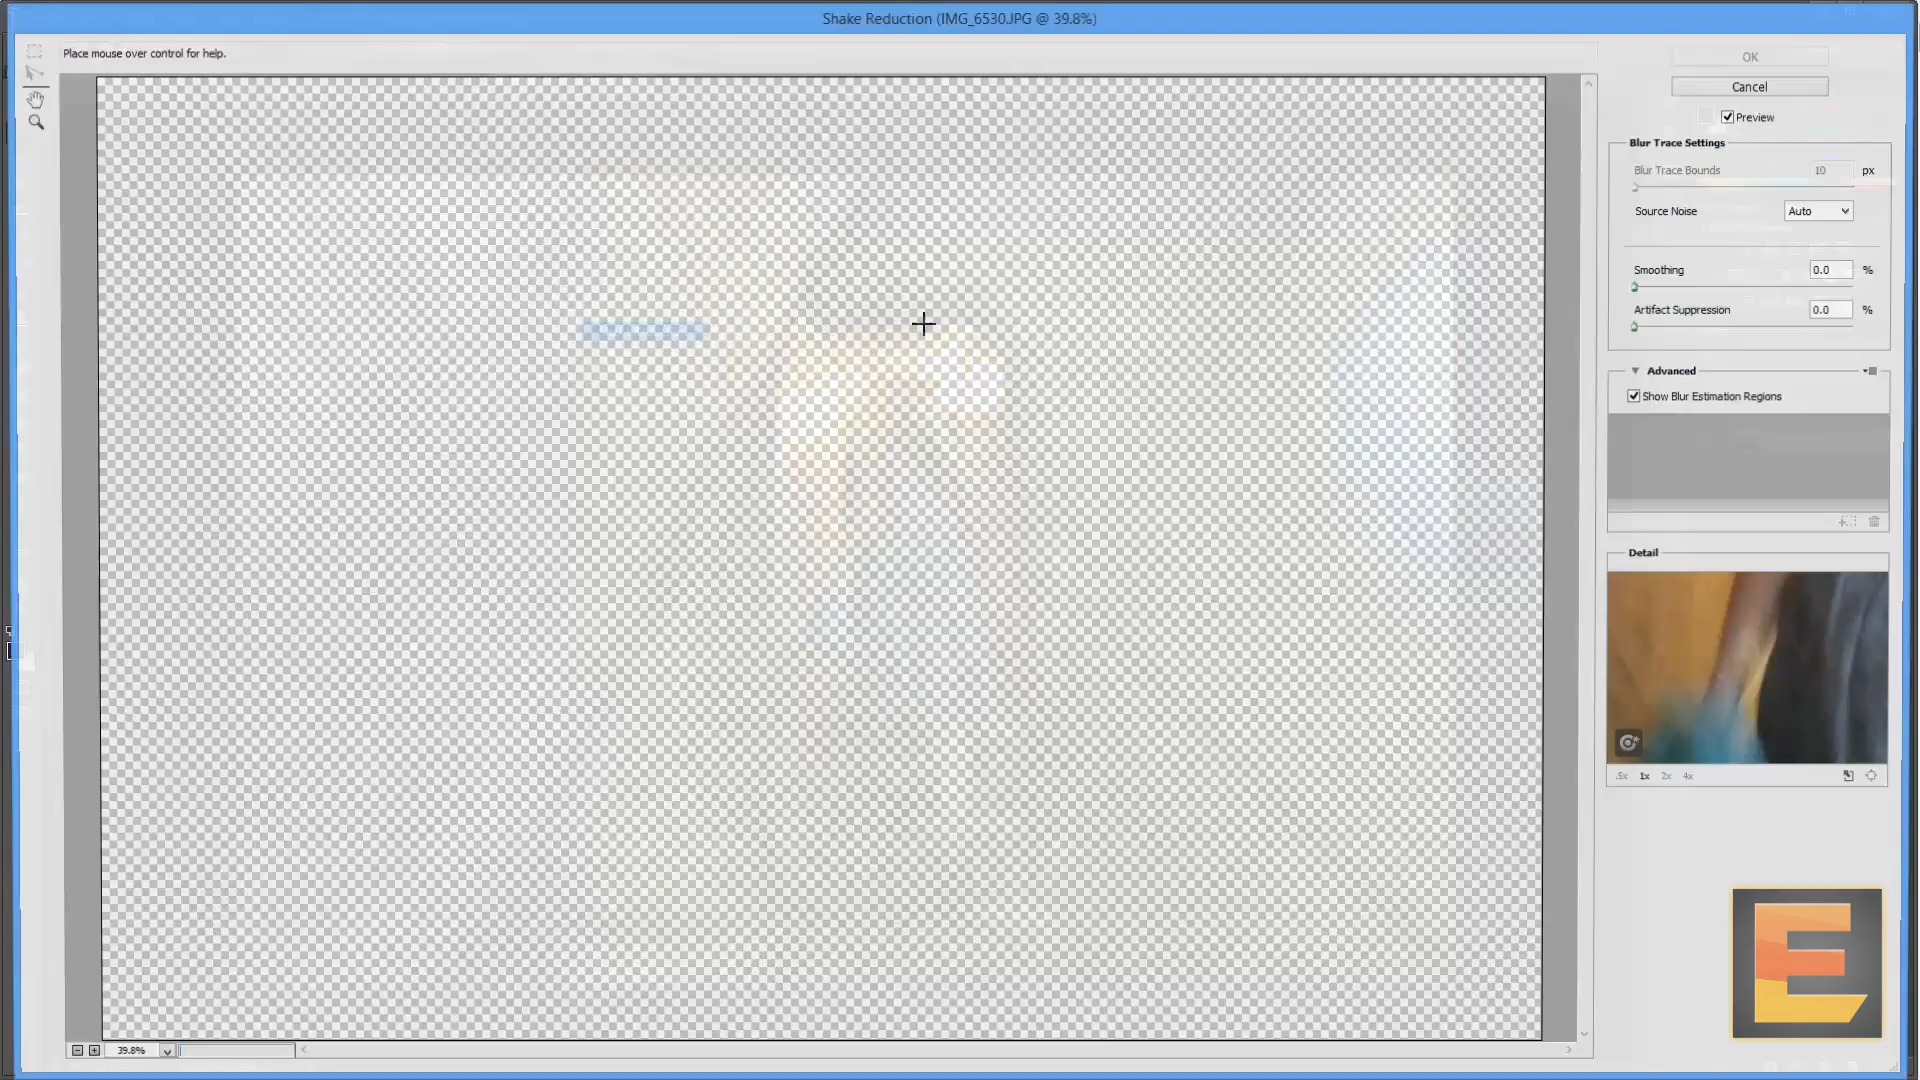 Shake Reduction (IMG_6530.JPG @ 39.8%)
Place mouse over control for help.
OK
Cancel
Preview
Blur Trace Settings
Blur Trace Bounds 10 px
Source Noise Auto
Smoothing 0.0 %
Artifact Suppression 0.0 %
Advanced
Show Blur Estimation Regions
Detail
.5x 1x 2x 4x
39.8%
E